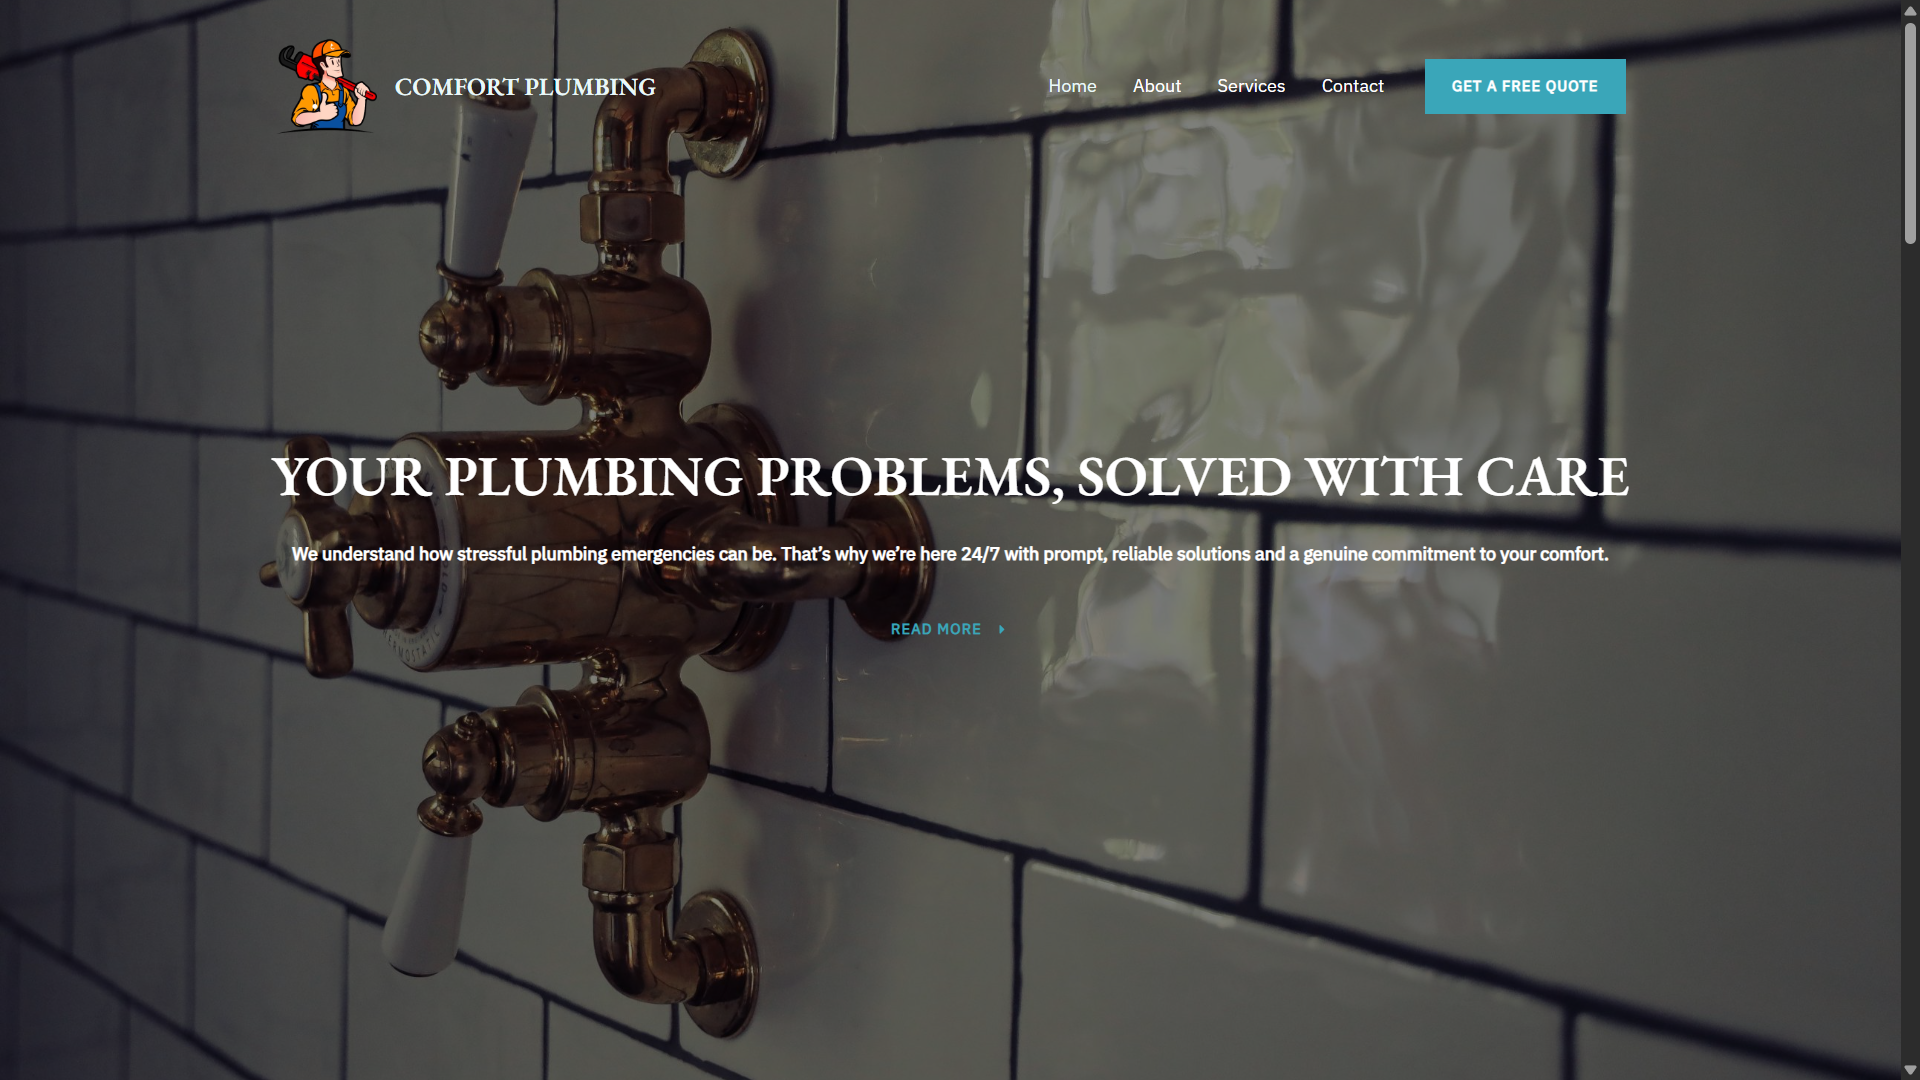 COMFORT PLUMBING
Home
About
Services
Contact
GET A FREE QUOTE
YOUR PLUMBING PROBLEMS, SOLVED WITH CARE
We understand how stressful plumbing emergencies can be. That’s why we’re here 24/7 with prompt, reliable solutions and a genuine commitment to your comfort.
READ MORE